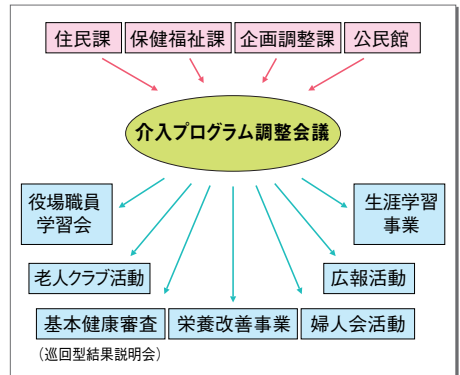 住民課
保健福祉課
企画調整課
公民館
介入プログラム調整会議
役場職員
学習会
生涯学習
事業
老人クラブ活動
広報活動
基本健康審査
栄養改善事業
婦人会活動
（巡回型結果説明会）